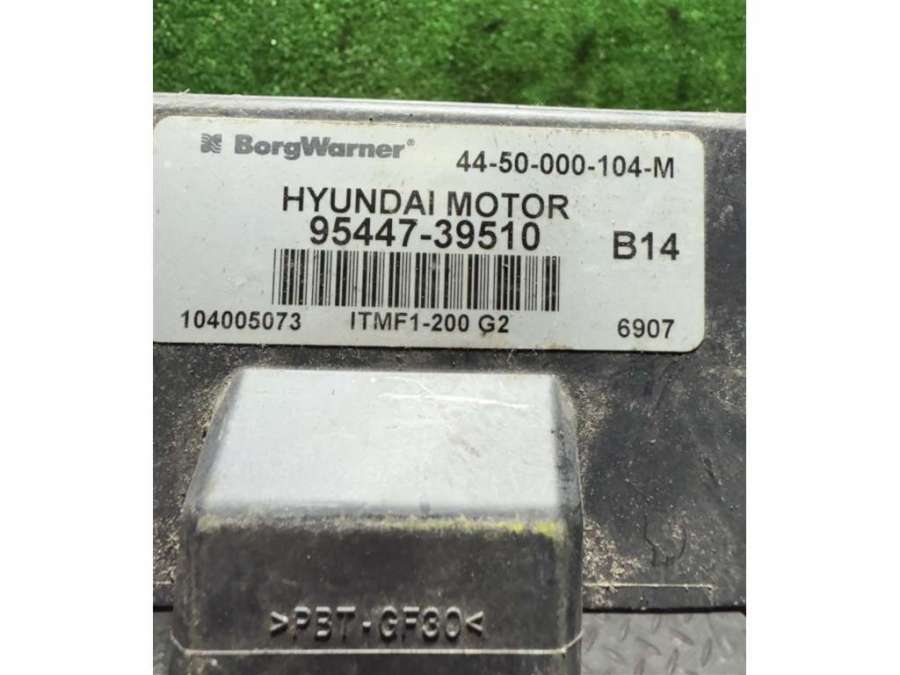 BorgWarner® 44-50-000-104-M
HYUNDAI MOTOR
95447-39510 B14
104005073 ITMF1-200 G2 6907
>PBT-GF30<